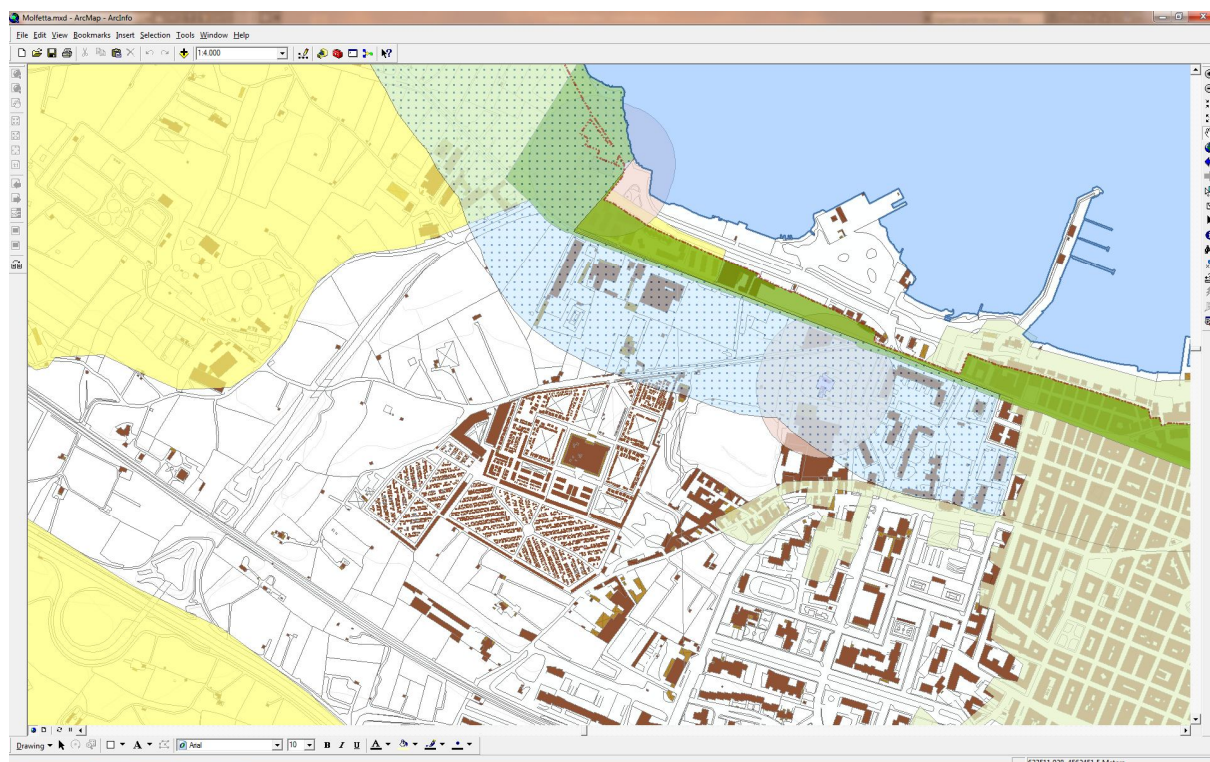 Molfetta.mxd - ArcMap - ArcInfo
File Edit View Bookmarks Insert Selection Tools Window Help
1:4.000
Drawing
A
Arial
10
B I U A